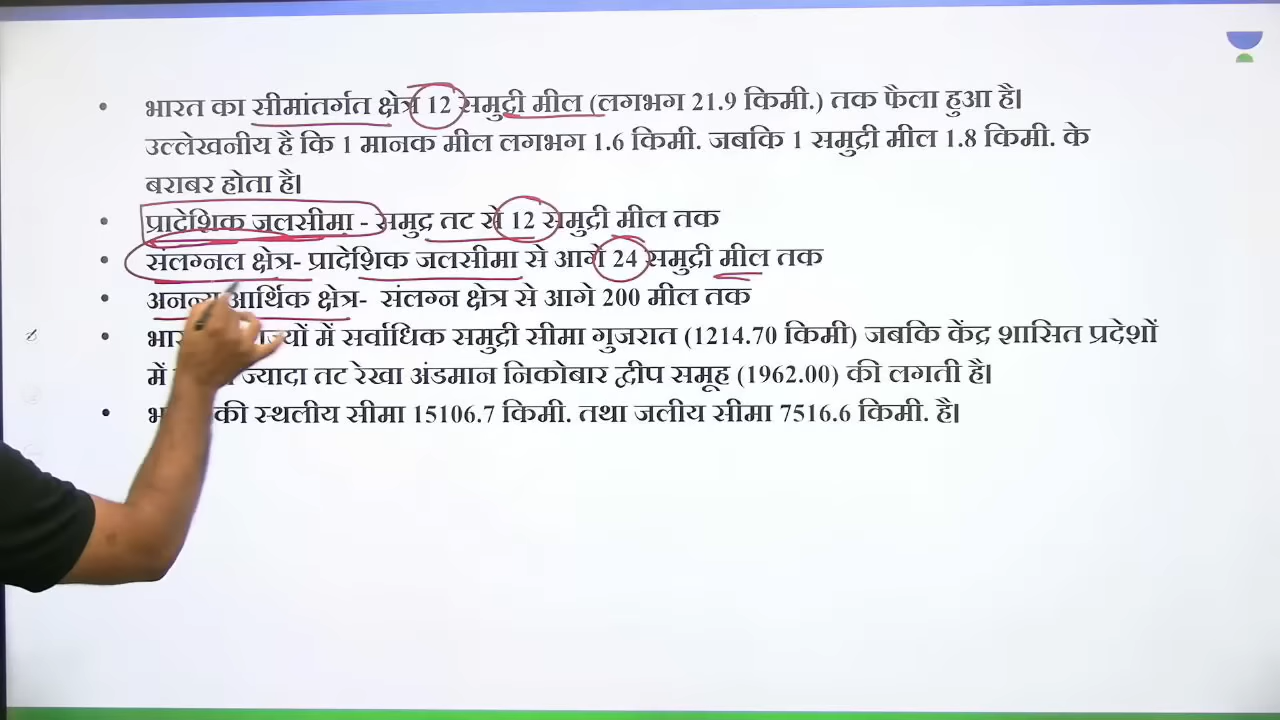 • भारत का सीमांतर्गत क्षेत्र 12 समुद्री मील (लगभग 21.9 किमी.) तक फैला हुआ है।
उल्लेखनीय है कि 1 मानक मील लगभग 1.6 किमी. जबकि 1 समुद्री मील 1.8 किमी. के
बराबर होता है।
• प्रादेशिक जलसीमा - समुद्र तट से 12 समुद्री मील तक
• संलग्नल क्षेत्र- प्रादेशिक जलसीमा से आगे 24 समुद्री मील तक
• अनन्य आर्थिक क्षेत्र- संलग्न क्षेत्र से आगे 200 मील तक
• में सर्वाधिक समुद्री सीमा गुजरात (1214.70 किमी) जबकि केंद्र शासित प्रदेशों
में ज्यादा तट रेखा अंडमान निकोबार द्वीप समूह (1962.00) की लगती है।
• की स्थलीय सीमा 15106.7 किमी. तथा जलीय सीमा 7516.6 किमी. है।